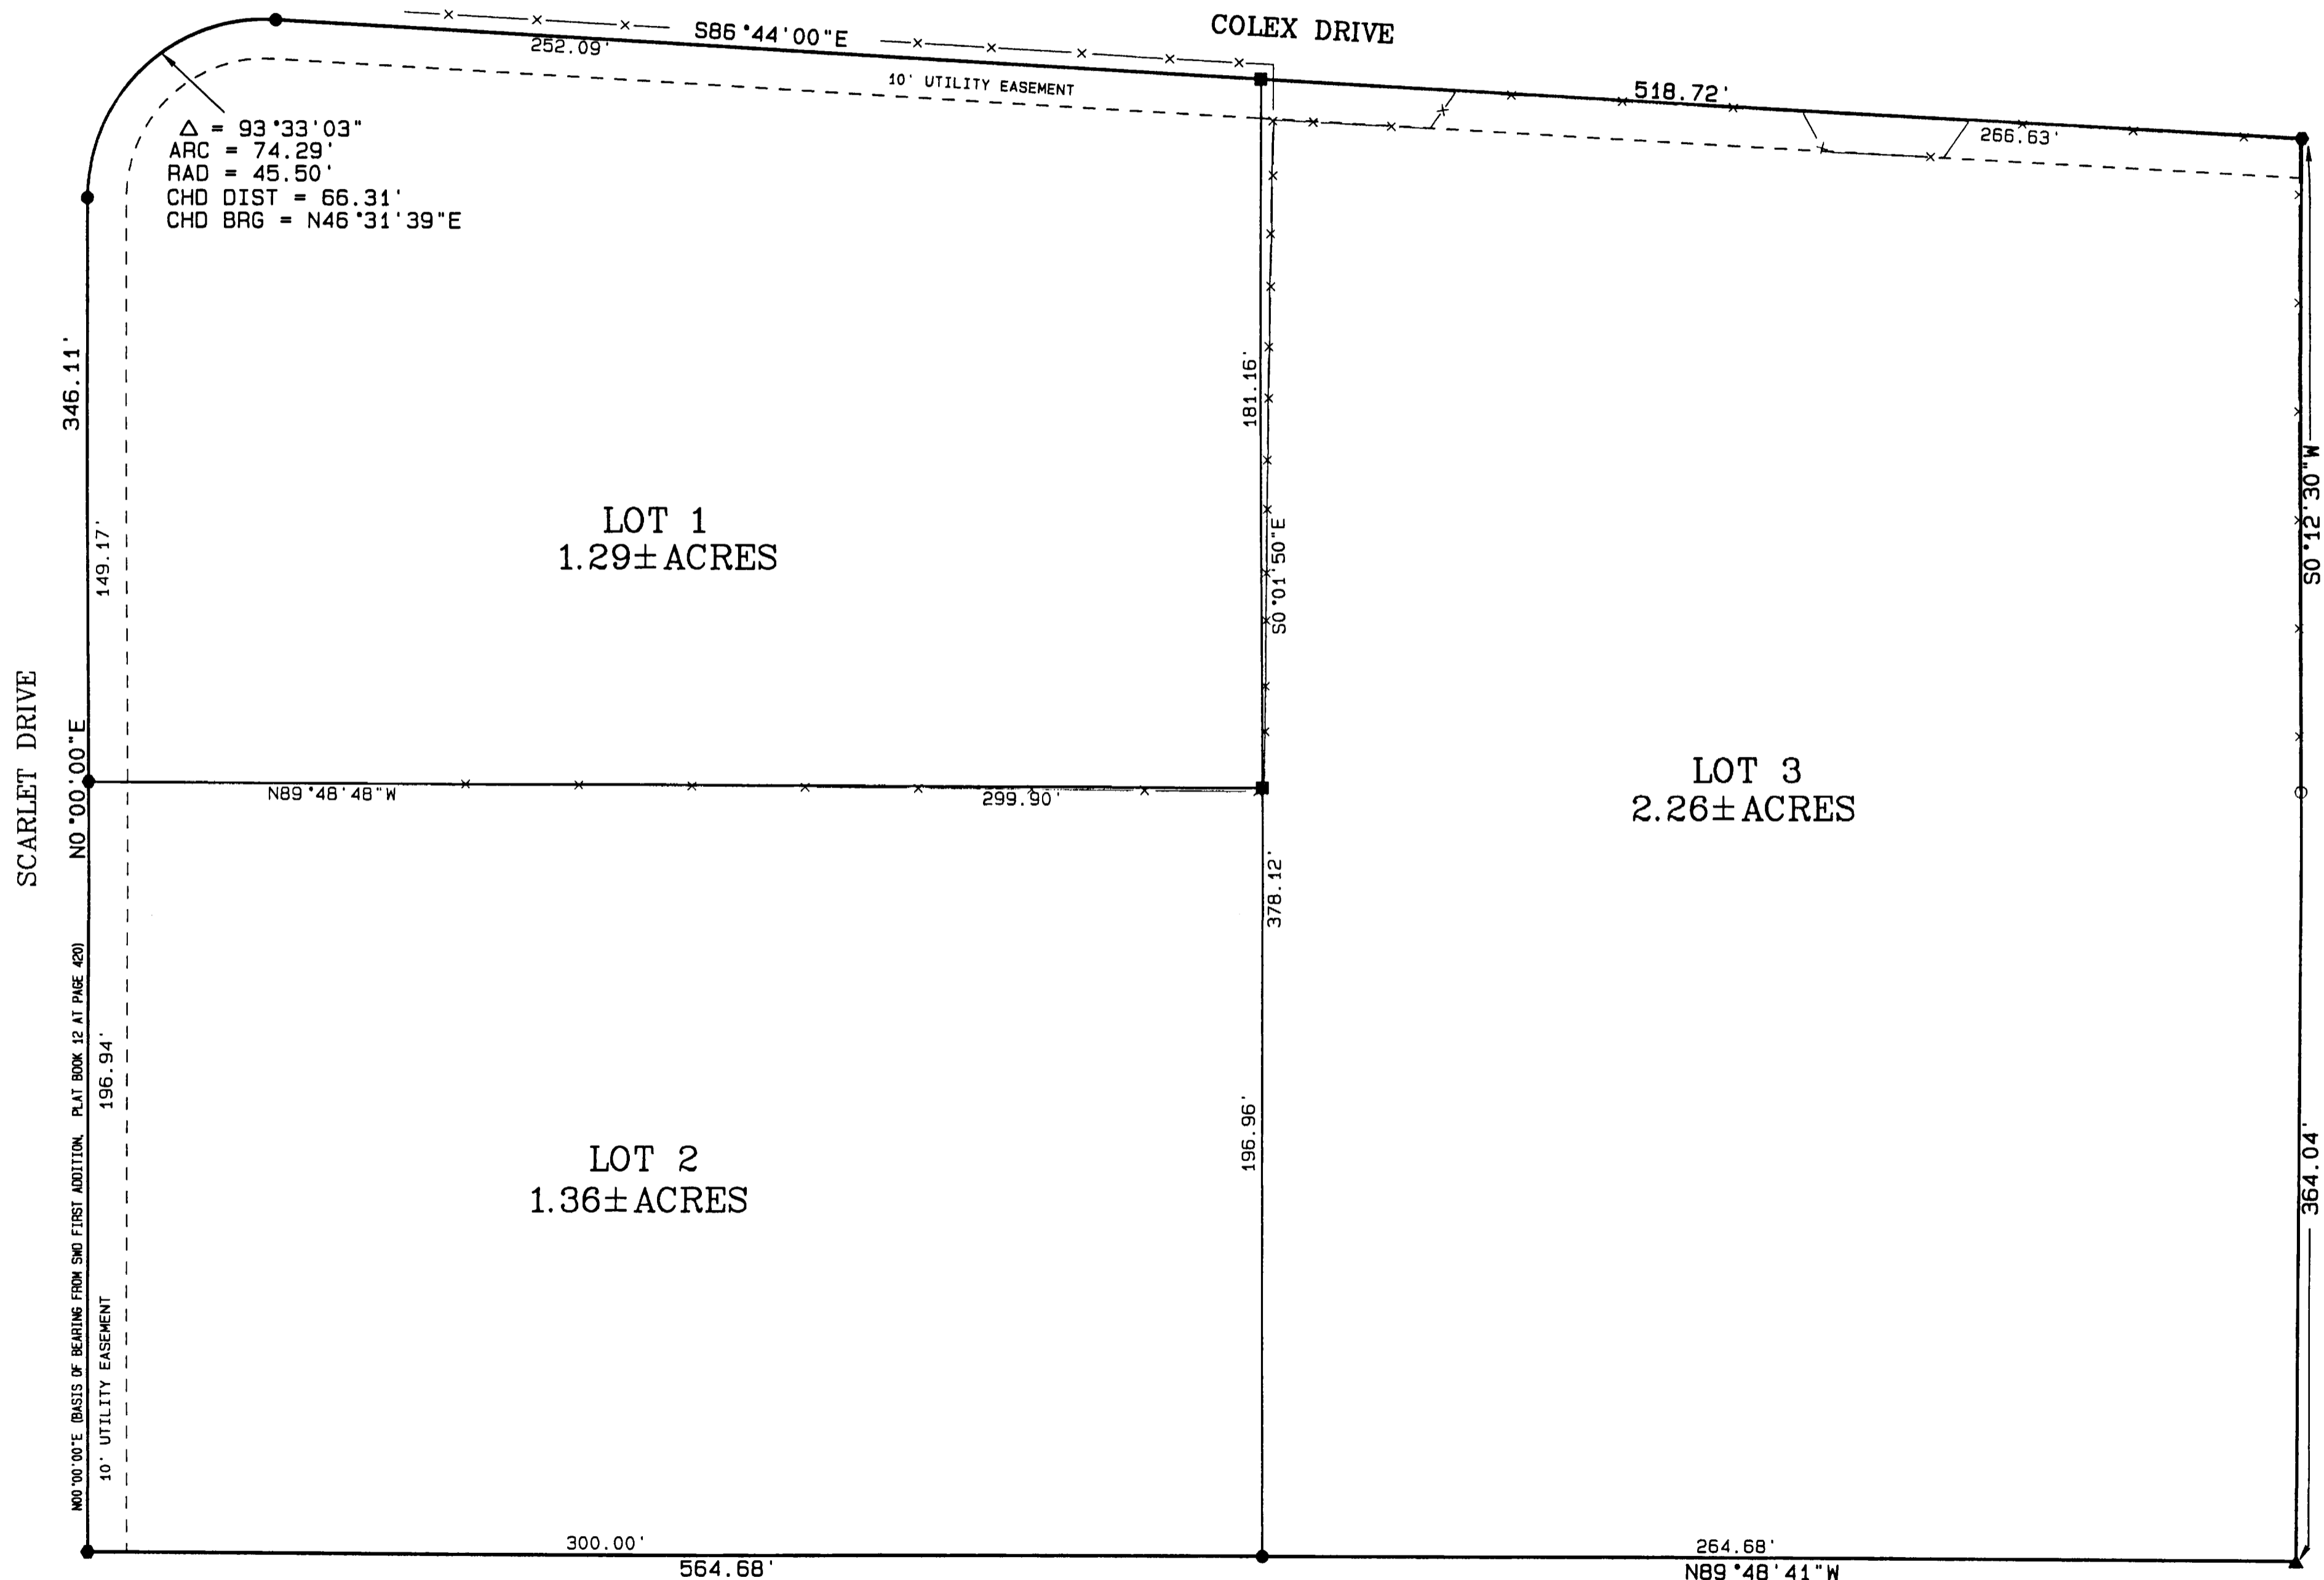 COLEX DRIVE
S86°44'00"E
252.09'
10' UTILITY EASEMENT
518.72'
266.63'
Δ = 93°33'03"
ARC = 74.29'
RAD = 45.50'
CHD DIST = 66.31'
CHD BRG = N46°31'39"E
346.11'
149.17'
181.16'
S0°01'50"E
S0°12'30"W
LOT 1
1.29±ACRES
SCARLET DRIVE
N0°00'00"E
N89°48'48"W
299.90'
LOT 3
2.26±ACRES
378.12'
N00°00'00"E (BASIS OF BEARING FROM SWD FIRST ADDITION, PLAT BOOK 12 AT PAGE 420)
196.94'
10' UTILITY EASEMENT
LOT 2
1.36±ACRES
196.96'
364.04'
300.00'
564.68'
264.68'
N89°48'41"W